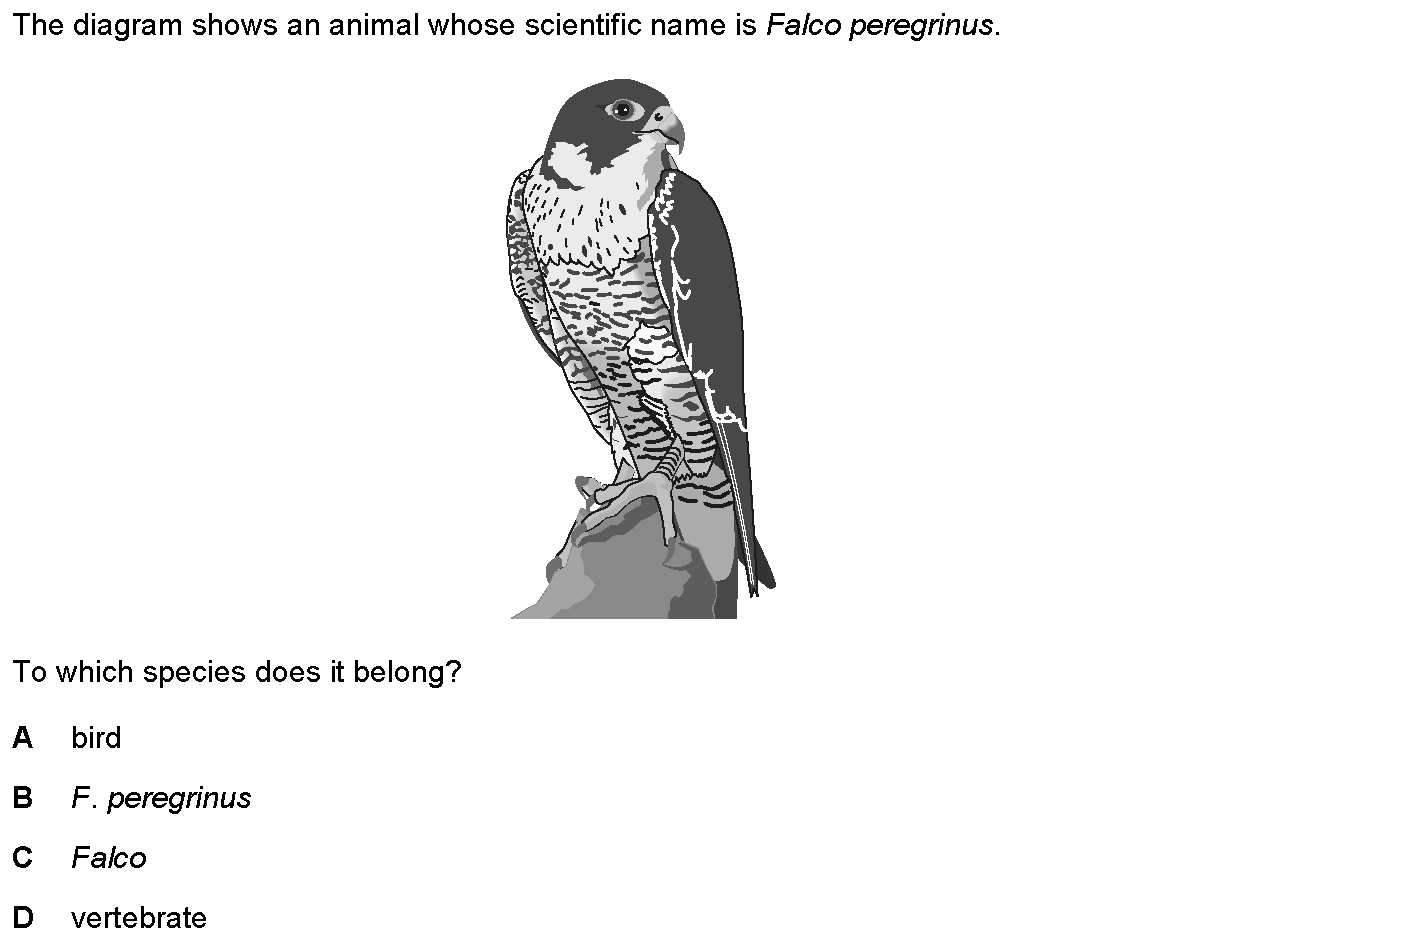 The diagram shows an animal whose scientific name is Falco peregrinus.
To which species does it belong?
A bird
B F. peregrinus
C Falco
D vertebrate